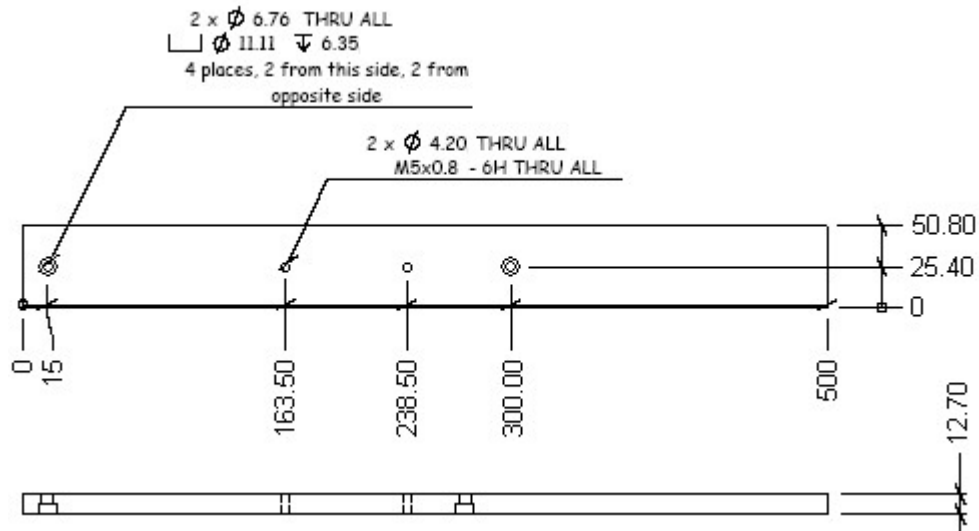 2 x Ø 6.76 THRU ALL
⌴ Ø 11.11 ↧ 6.35
4 places, 2 from this side, 2 from
opposite side
2 x Ø 4.20 THRU ALL
M5x0.8 - 6H THRU ALL
50.80
25.40
0
0
15
163.50
238.50
300.00
500
12.70